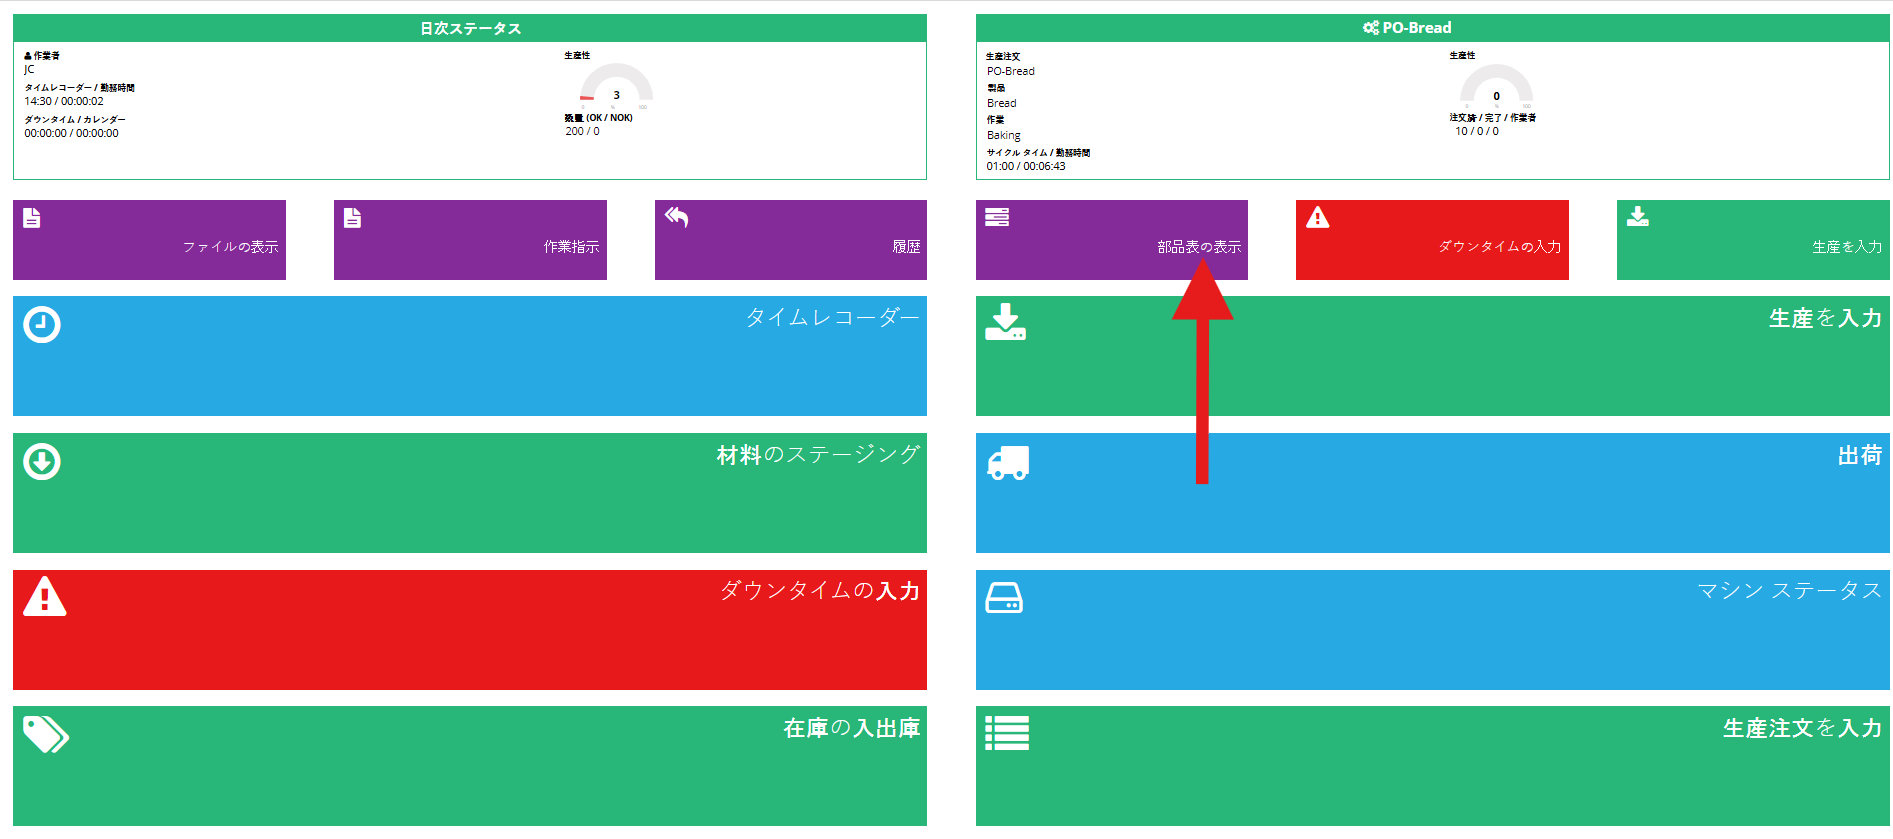 日次ステータス
作業者
JC
タイムレコーダー / 勤務時間
14:30 / 00:00:02
ダウンタイム / カレンダー
00:00:00 / 00:00:00
生産性
3
0 % 100
数量 (OK / NOK)
200 / 0
PO-Bread
生産注文
PO-Bread
製品
Bread
作業
Baking
サイクル タイム / 勤務時間
01:00 / 00:06:43
生産性
0
0 % 100
注文済 / 完了 / 作業者
10 / 0 / 0
ファイルの表示
作業指示
履歴
部品表の表示
ダウンタイムの入力
生産を入力
タイムレコーダー
生産を入力
材料のステージング
出荷
ダウンタイムの入力
マシン ステータス
在庫の入出庫
生産注文を入力